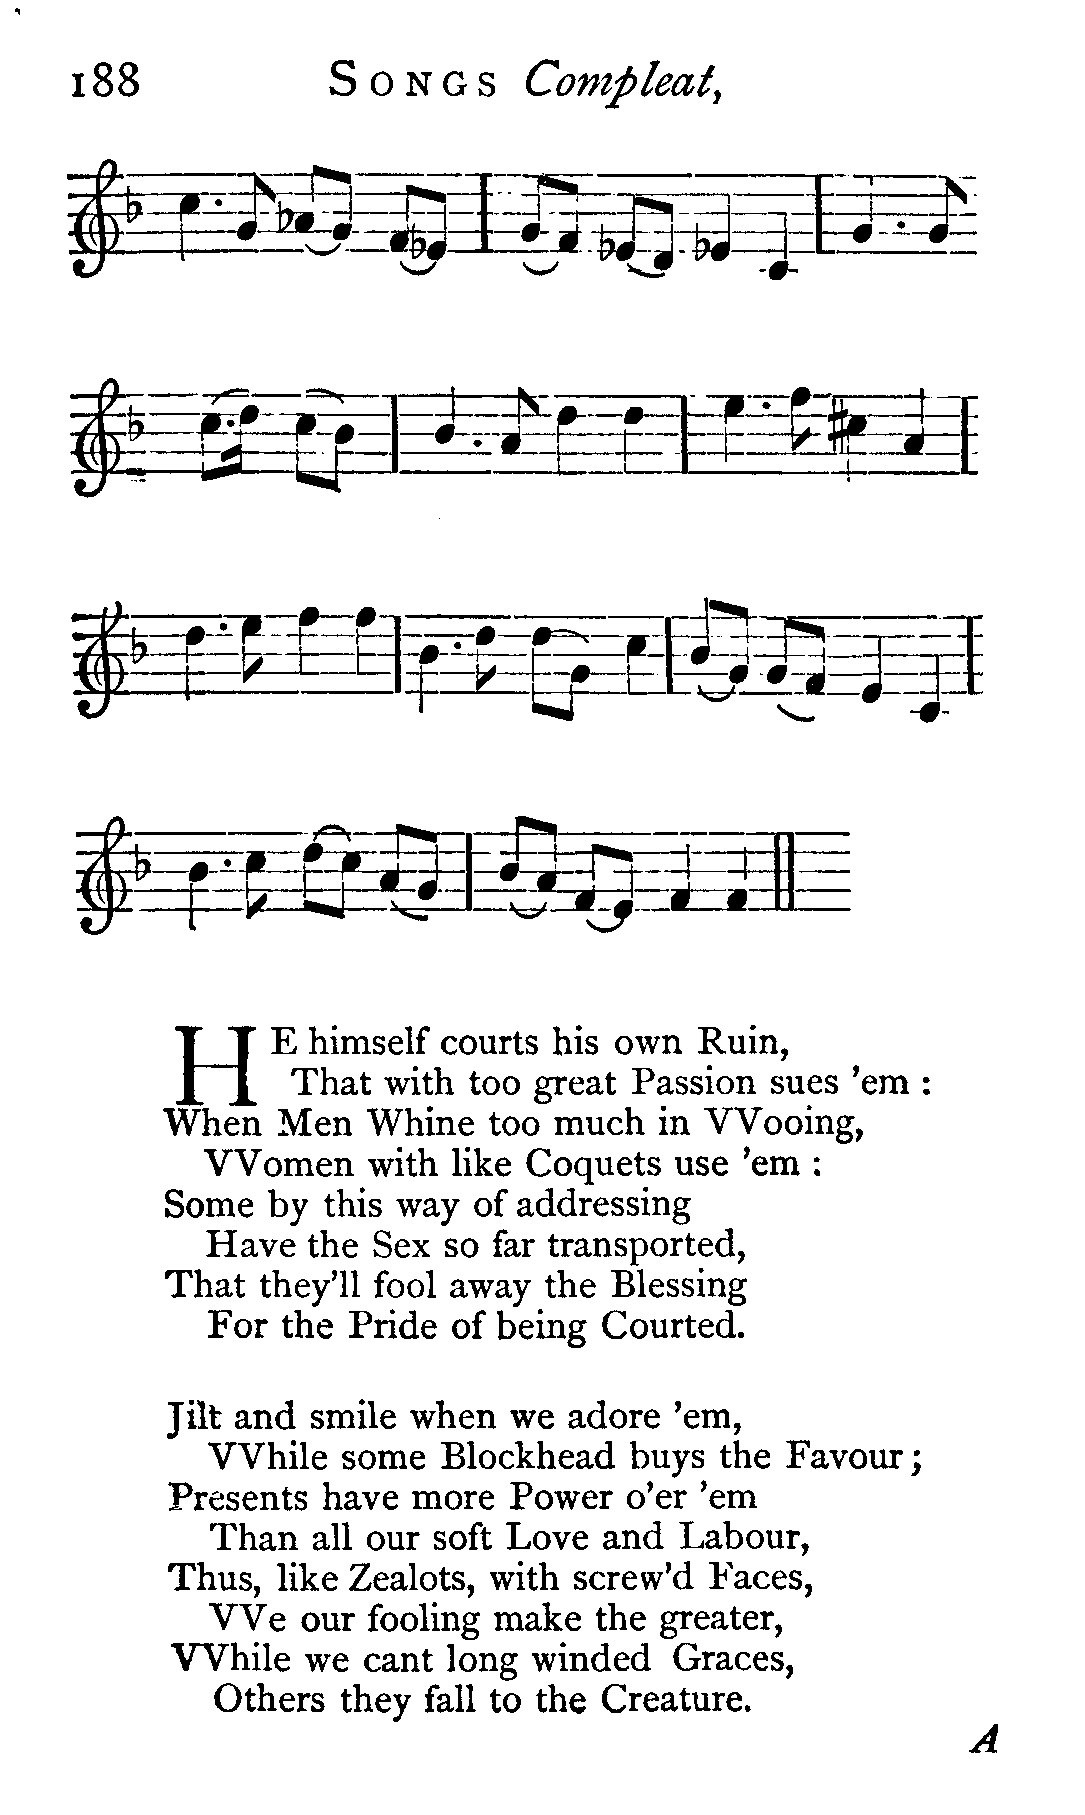 188 SONGS Compleat,
HE himself courts his own Ruin,
That with too great Passion sues 'em :
When Men Whine too much in VVooing,
VVomen with like Coquets use 'em :
Some by this way of addressing
Have the Sex so far transported,
That they'll fool away the Blessing
For the Pride of being Courted.
Jilt and smile when we adore 'em,
VVhile some Blockhead buys the Favour;
Presents have more Power o'er 'em
Than all our soft Love and Labour,
Thus, like Zealots, with screw'd Faces,
VVe our fooling make the greater,
VVhile we cant long winded Graces,
Others they fall to the Creature.
A